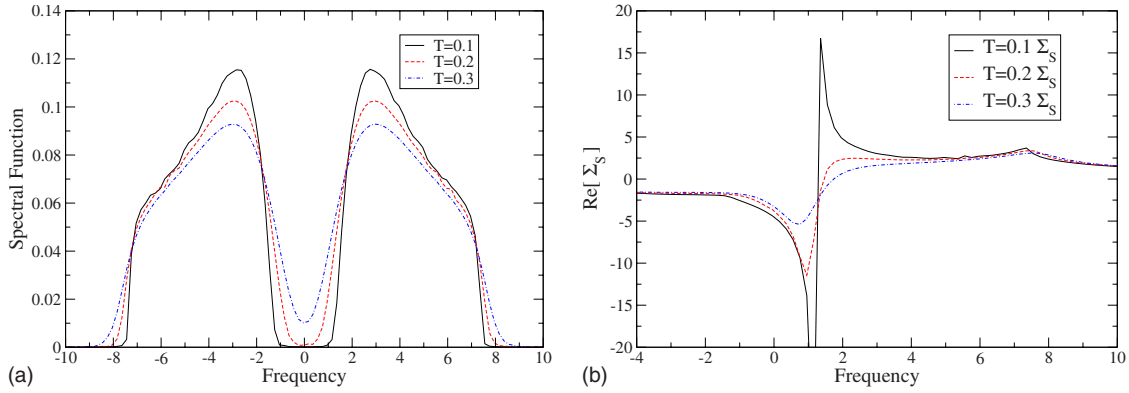 0.14
0.12
0.1
0.08
0.06
0.04
0.02
0
Spectral Function
T=0.1
T=0.2
T=0.3
-10 -8 -6 -4 -2 0 2 4 6 8 10
Frequency
(a)
20
15
10
5
0
-5
-10
-15
-20
Re[ Σ_S ]
T=0.1 Σ_S
T=0.2 Σ_S
T=0.3 Σ_S
-4 -2 0 2 4 6 8 10
Frequency
(b)